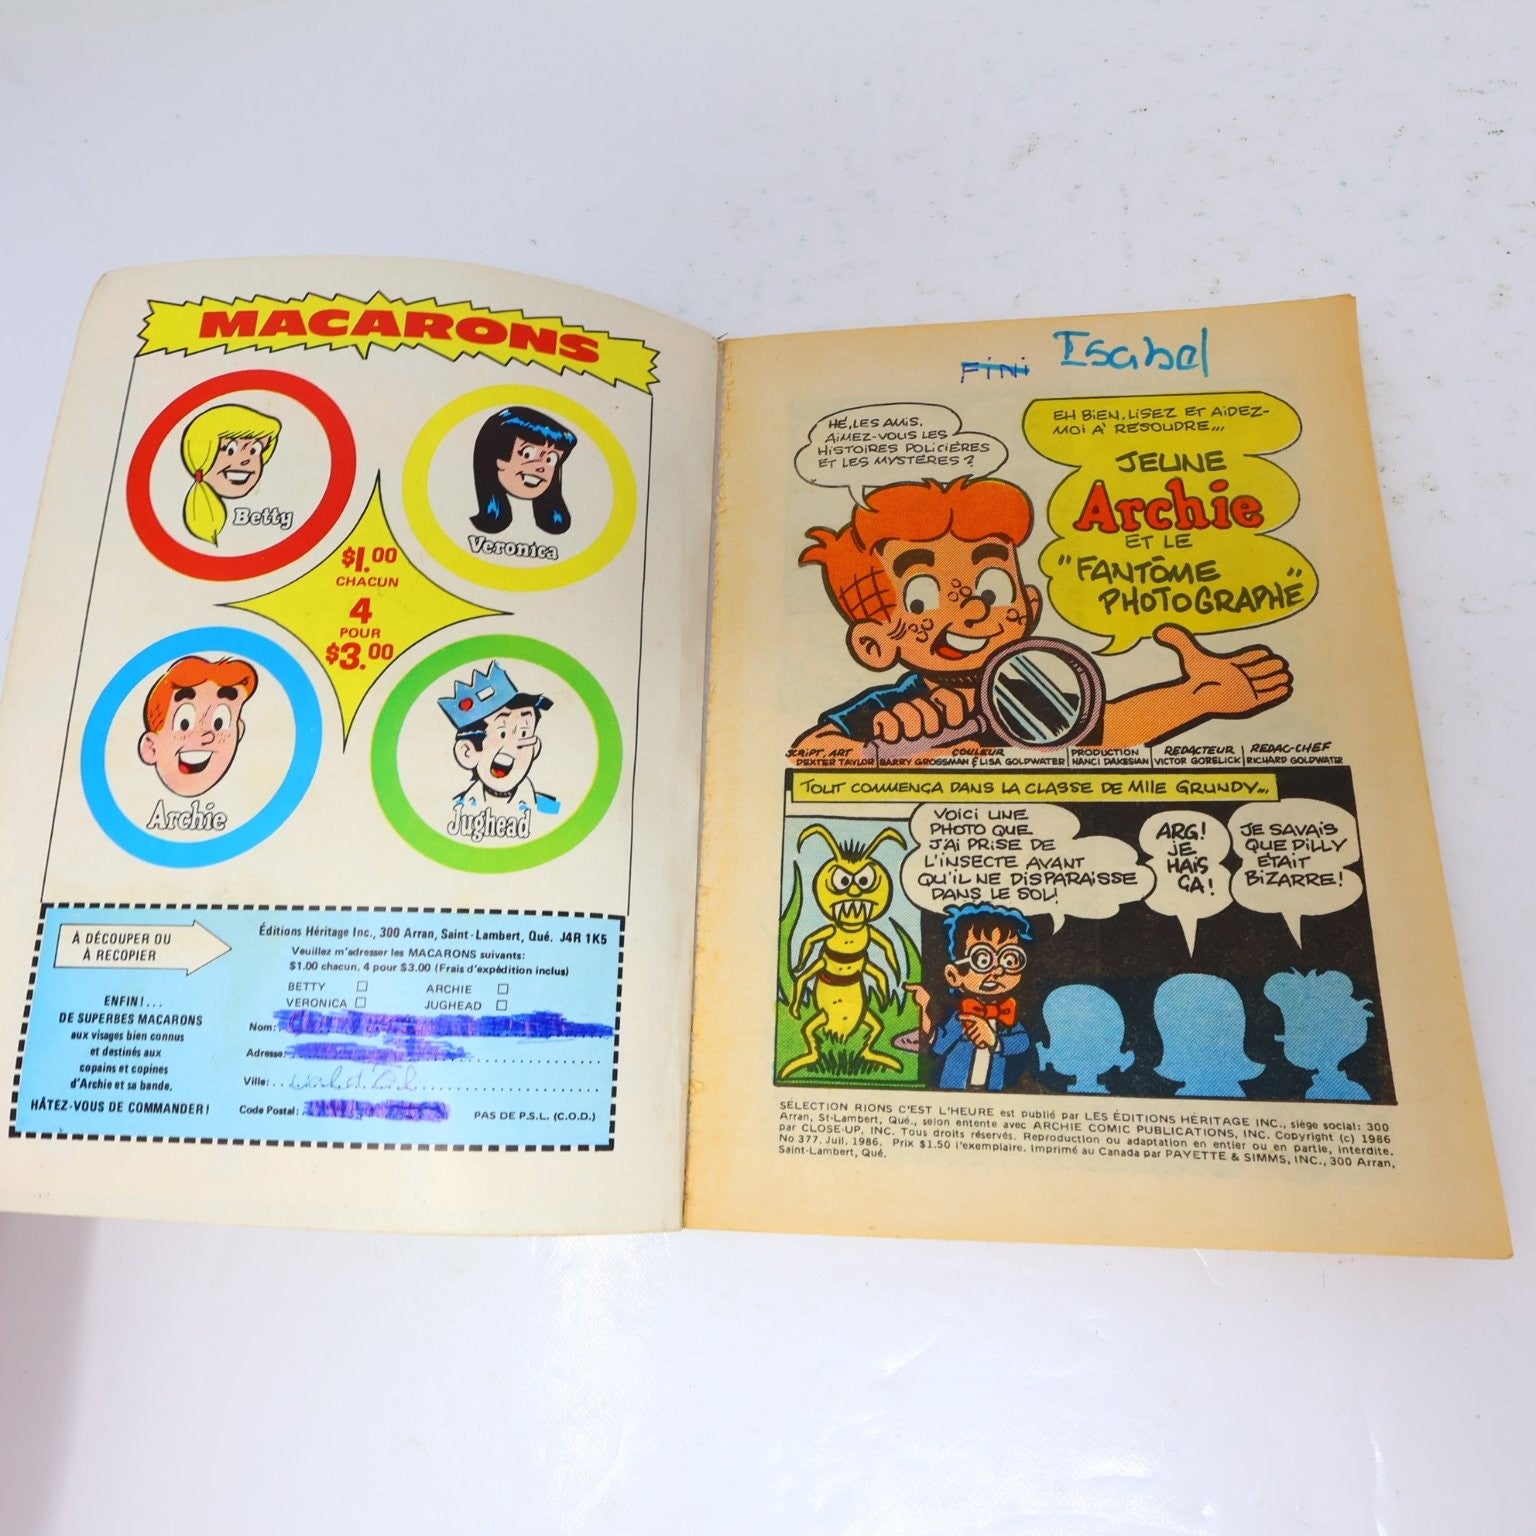 MACARONS
Betty
Veronica
$1.00
CHACUN
4
POUR
$3.00
Archie
Jughead
À DÉCOUPER OU
À RECOPIER
ENFIN!...
DE SUPERBES MACARONS
aux visages bien connus
et destinés aux
copains et copines
d'Archie et sa bande.
HÂTEZ-VOUS DE COMMANDER!
Éditions Héritage Inc., 300 Arran, Saint-Lambert, Qué. J4R 1K5
Veuillez m'adresser les MACARONS suivants:
$1.00 chacun, 4 pour $3.00 (Frais d'expédition inclus)
BETTY ☐ ARCHIE ☐
VERONICA ☐ JUGHEAD ☐
Nom:
Adresse:
Ville:
Code Postal:
PAS DE P.S.L. (C.O.D.)
FiNi Isabel
HÉ, LES AMIS,
AIMEZ-VOUS LES
HISTOIRES POLICIÈRES
ET LES MYSTÈRES?
EH BIEN, LISEZ ET AIDEZ-
MOI À RESOUDRE...
JEUNE
Archie
ET LE
"FANTÔME
PHOTOGRAPHE"
SCRIPT, ART
DEXTER TAYLOR
COULEUR
BARRY GROSSMAN & LISA GOLDWATER
PRODUCTION
NANCI DAKESIAN
REDACTEUR
VICTOR GORELICK
REDAC-CHEF
RICHARD GOLDWATER
TOUT COMMENÇA DANS LA CLASSE DE Mlle GRUNDY...
VOICI UNE
PHOTO QUE
J'AI PRISE DE
L'INSECTE AVANT
QU'IL NE DISPARAISSE
DANS LE SOL!
ARG!
JE
HAIS
ÇA!
JE SAVAIS
QUE DILLY
ÉTAIT
BIZARRE!
SÉLECTION RIONS C'EST L'HEURE est publié par LES ÉDITIONS HÉRITAGE INC., siège social: 300
Arran, St-Lambert, Qué., selon entente avec ARCHIE COMIC PUBLICATIONS, INC. Copyright (c) 1986
par CLOSE-UP, INC. Tous droits réservés. Reproduction ou adaptation en entier ou en partie, interdite.
No 377. Juil. 1986. Prix $1.50 l'exemplaire. Imprimé au Canada par PAYETTE & SIMMS, INC., 300 Arran,
Saint-Lambert, Qué.